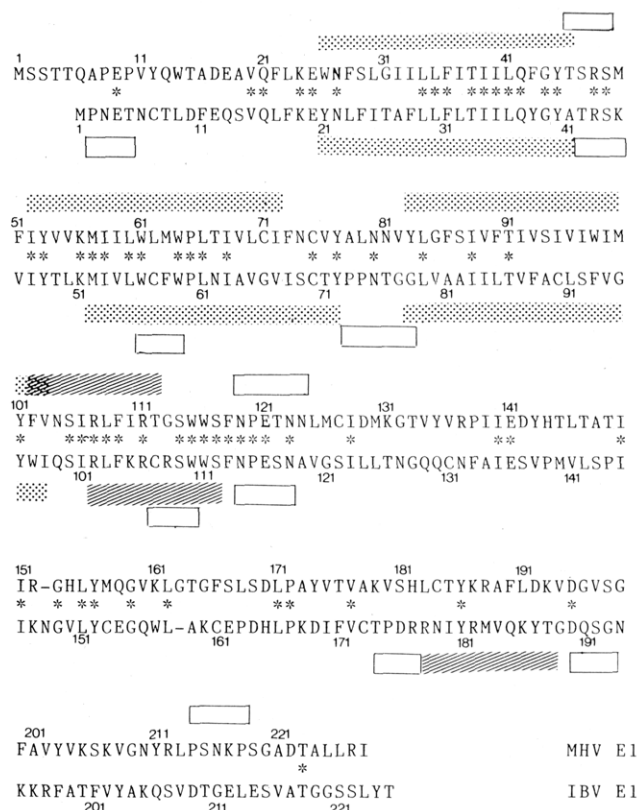 1 11 21 31 41
MSSTTQAPEPVYQWTADEAVQFLKEWNFSLGIILLFITIILQFGYTSRSM
* ** ** * *** ***** ** **
MPNETNCTLDFEQSVQLFKEYNLFITAFLLFLTIILQYGYATRSK
1 11 21 31 41
51 61 71 81 91
FIYVVKMIILWLMWPLTIVLCIFNCVYALNNVYLGFSIVFTIVSIVIWIM
** *** ** *** * * * * * * *
VIYTLKMIVLWCFWPLNIAVGVISCTYPPNTGGLVAAIILTVFACLSFVG
51 61 71 81 91
101 111 121 131 141
YFVNSIRLFIRTGSWWSFNPETNNLMCIDMKGTVYVRPIIEDYHTLTATI
* **** * ******** * * ** *
YWIQSIRLFKRCRSWWSFNPESNAVGSILLTNGQQCNFAIESVPMVLSPI
101 111 121 131 141
151 161 171 181 191
IR-GHLYMQGVKLGTGFSLSDLPAYVTVAKVSHLCTYKRAFLDKVDGVSG
* * ** * * ** * * *
IKNGVLYCEGQWL-AKCEPDHLPKDIFVCTPDRRNIYRMVQKYTGDQSGN
151 161 171 181 191
201 211 221
FAVYVKSKVGNYRLPSNKPSGADTALLRI MHV E1
*
KKRFATFVYAKQSVDTGELESVATGGSSLYT IBV E1
201 211 221